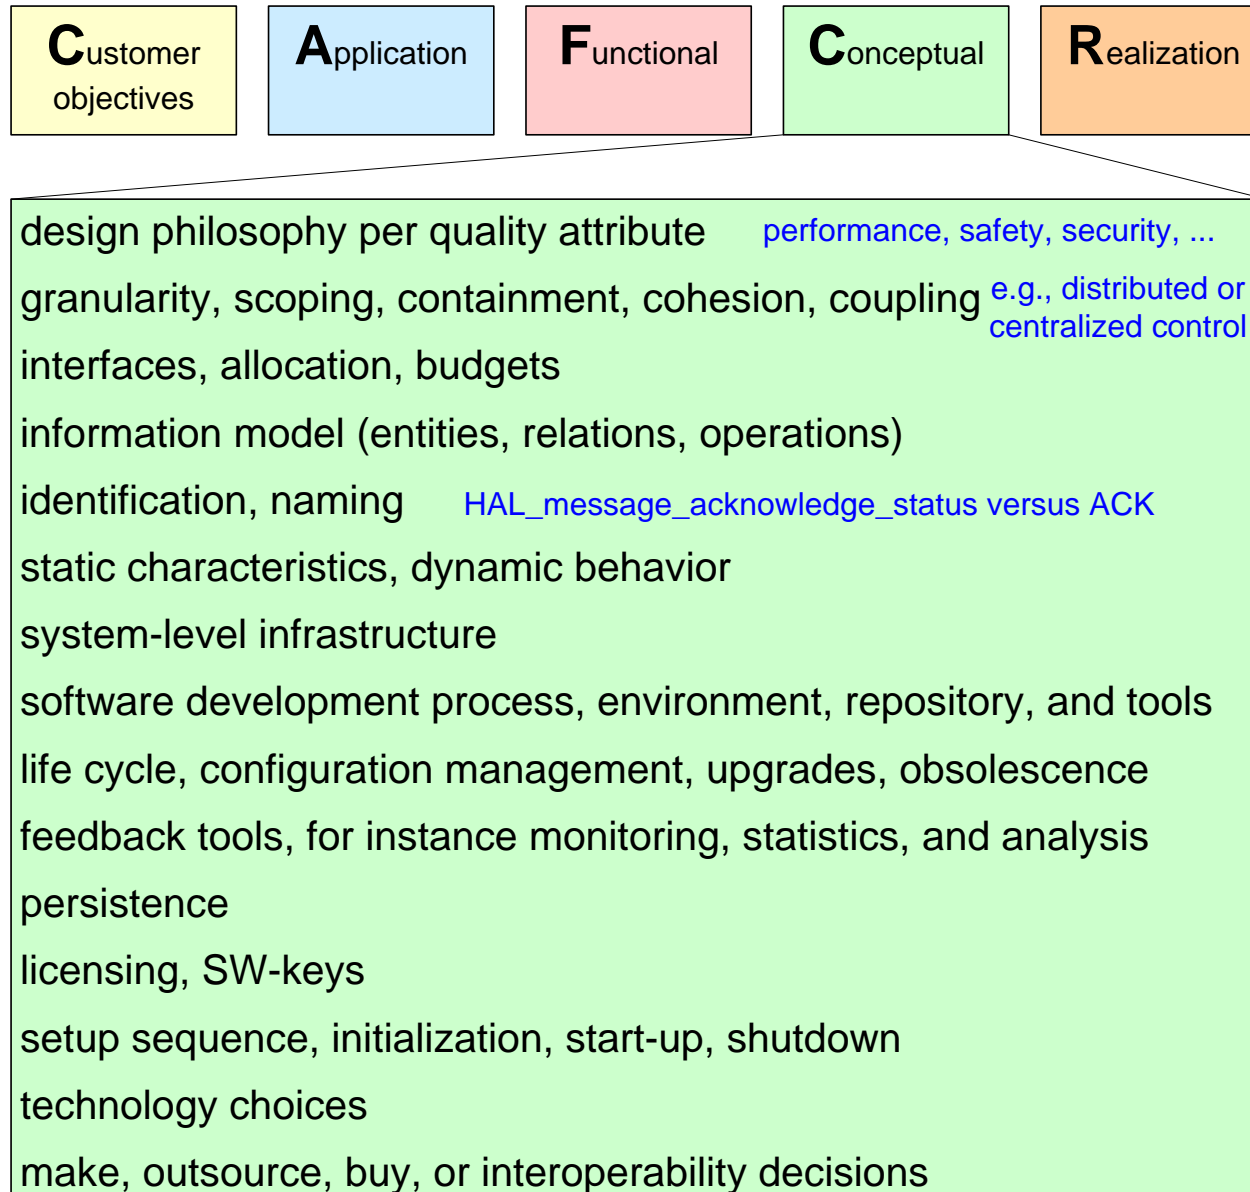 Customer
objectives
Application
Functional
Conceptual
Realization
design philosophy per quality attribute performance, safety, security, ...
granularity, scoping, containment, cohesion, coupling e.g., distributed or
centralized control
interfaces, allocation, budgets
information model (entities, relations, operations)
identification, naming HAL_message_acknowledge_status versus ACK
static characteristics, dynamic behavior
system-level infrastructure
software development process, environment, repository, and tools
life cycle, configuration management, upgrades, obsolescence
feedback tools, for instance monitoring, statistics, and analysis
persistence
licensing, SW-keys
setup sequence, initialization, start-up, shutdown
technology choices
make, outsource, buy, or interoperability decisions